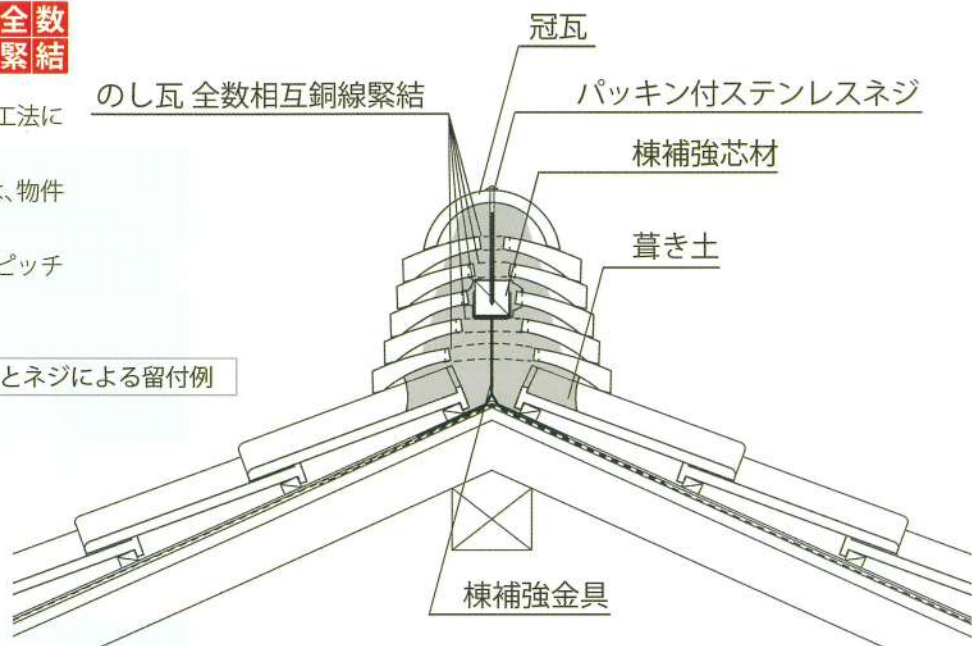 全数
緊結
工法に
、物件
ピッチ
とネジによる留付例
冠瓦
のし瓦 全数相互銅線緊結
パッキン付ステンレスネジ
棟補強芯材
葺き土
棟補強金具